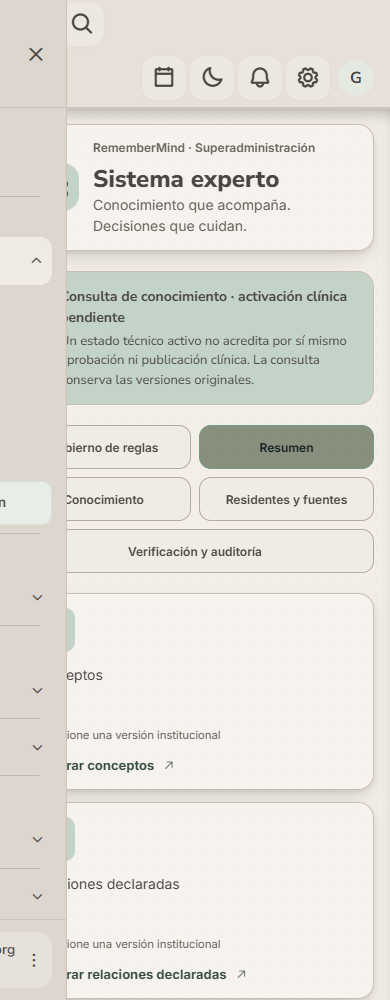 G
RememberMind · Superadministración
Sistema experto
Conocimiento que acompaña.
Decisiones que cuidan.
Consulta de conocimiento · activación clínica
pendiente
Un estado técnico activo no acredita por sí mismo
aprobación ni publicación clínica. La consulta
conserva las versiones originales.
bierno de reglas
Resumen
Conocimiento
Residentes y fuentes
Verificación y auditoría
eptos
ione una versión institucional
rar conceptos
iones declaradas
ione una versión institucional
rar relaciones declaradas
n
org